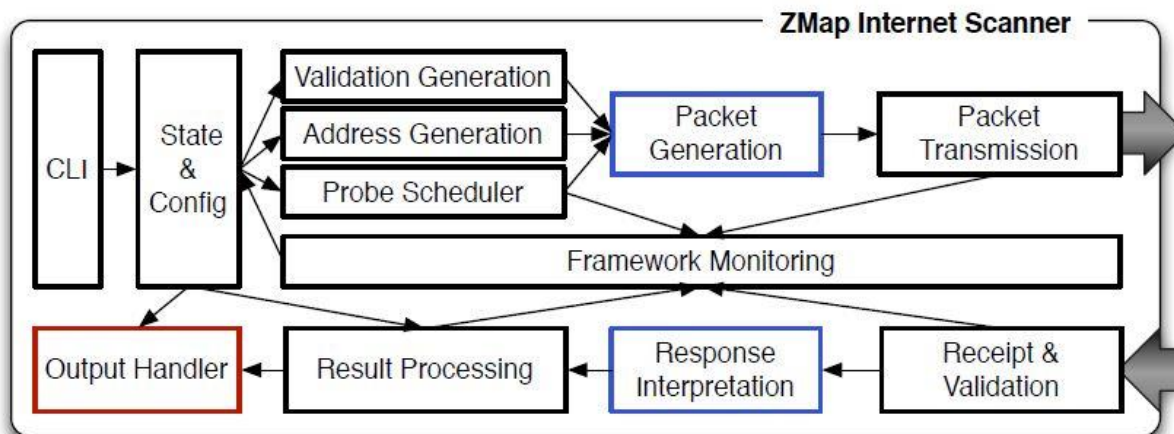 ZMap Internet Scanner
CLI
State
&
Config
Validation Generation
Address Generation
Probe Scheduler
Packet
Generation
Packet
Transmission
Framework Monitoring
Output Handler
Result Processing
Response
Interpretation
Receipt &
Validation